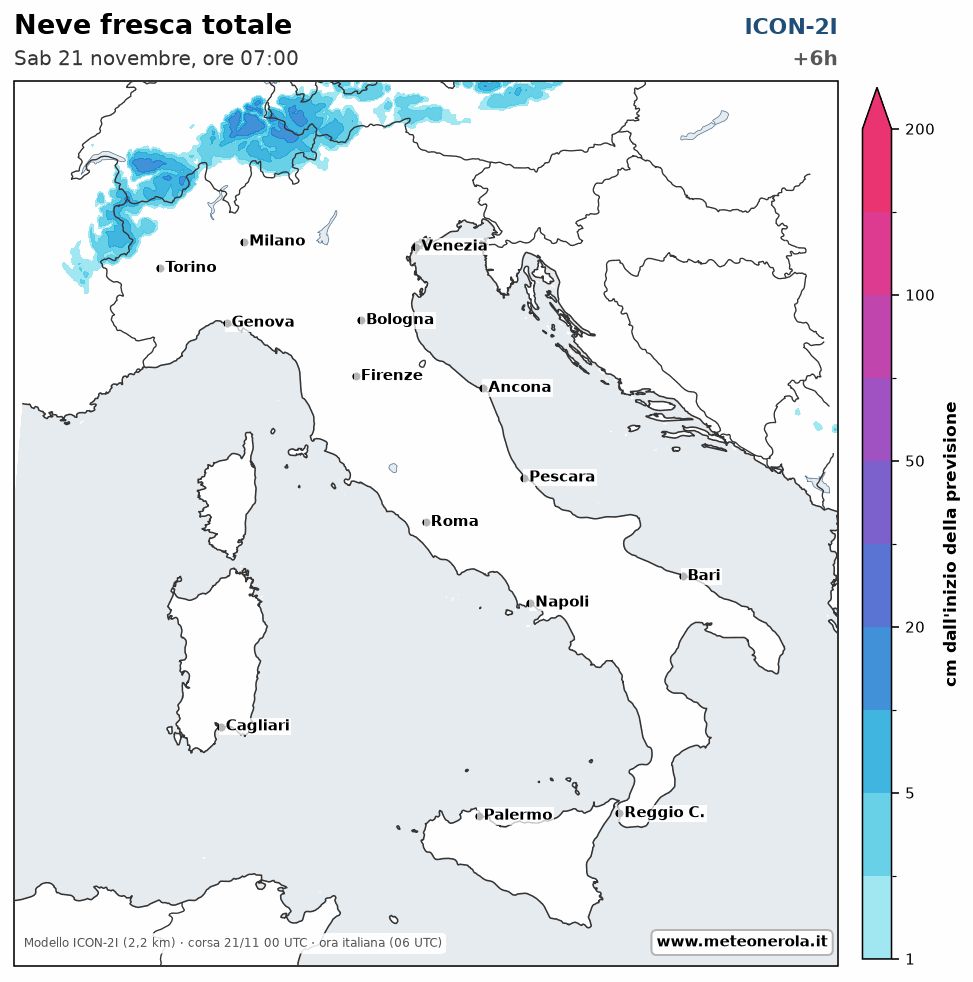 Neve fresca totale
ICON-2I
Sab 21 novembre, ore 07:00
+6h
200
100
50
20
5
1
cm dall'inizio della previsione
Milano
Venezia
Torino
Genova
Bologna
Firenze
Ancona
Pescara
Roma
Bari
Napoli
Cagliari
Palermo
Reggio C.
Modello ICON-2I (2,2 km) · corsa 21/11 00 UTC · ora italiana (06 UTC)
www.meteonerola.it